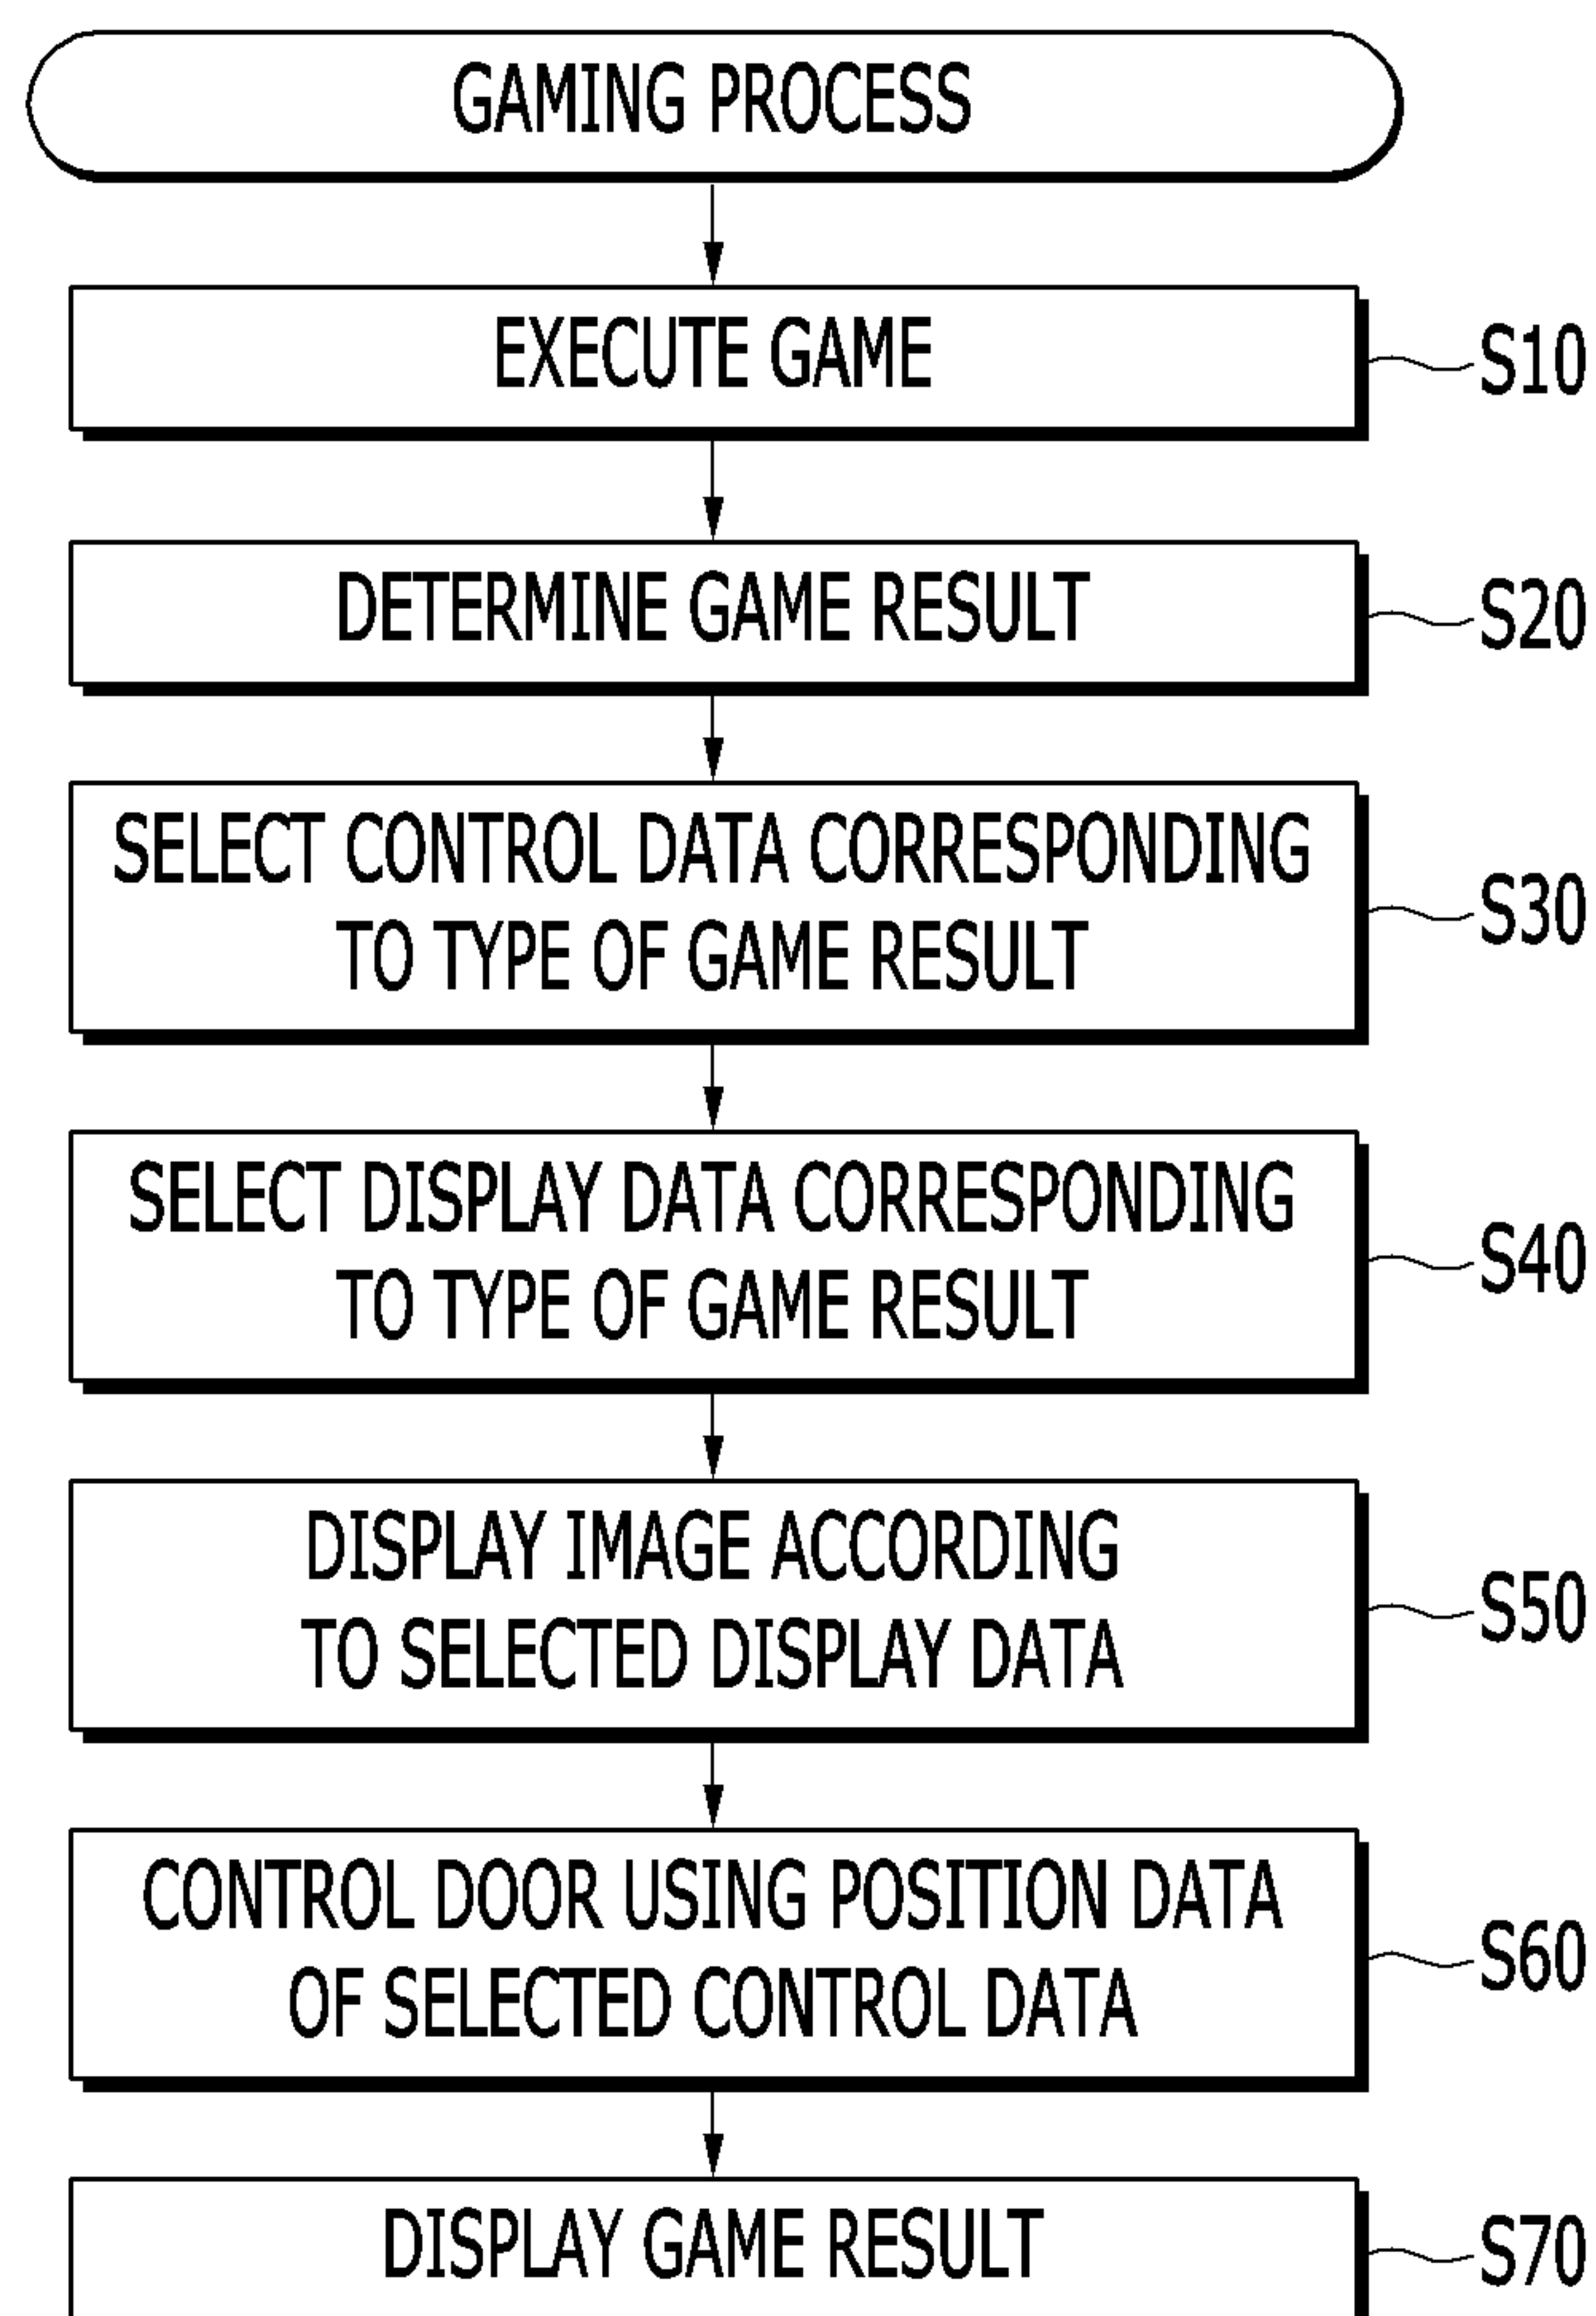 GAMING PROCESS
EXECUTE GAME
S10
DETERMINE GAME RESULT
S20
SELECT CONTROL DATA CORRESPONDING
TO TYPE OF GAME RESULT
S30
SELECT DISPLAY DATA CORRESPONDING
TO TYPE OF GAME RESULT
S40
DISPLAY IMAGE ACCORDING
TO SELECTED DISPLAY DATA
S50
CONTROL DOOR USING POSITION DATA
OF SELECTED CONTROL DATA
S60
DISPLAY GAME RESULT
S70